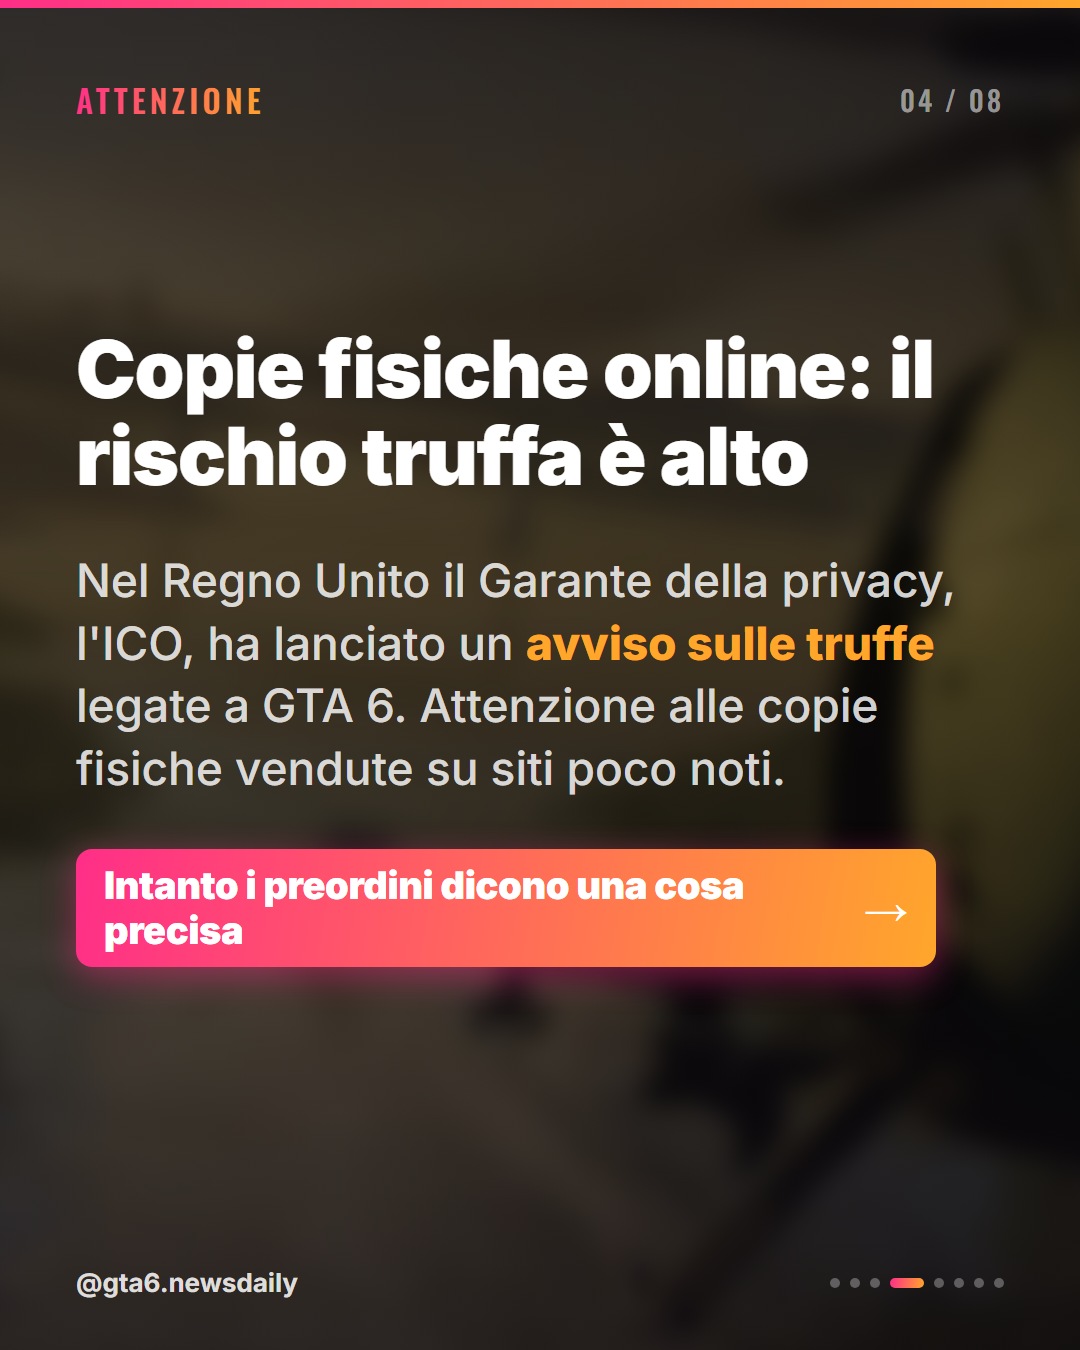 ATTENZIONE
04 / 08
Copie fisiche online: il
rischio truffa è alto
Nel Regno Unito il Garante della privacy,
l'ICO, ha lanciato un avviso sulle truffe
legate a GTA 6. Attenzione alle copie
fisiche vendute su siti poco noti.
Intanto i preordini dicono una cosa
precisa
→
@gta6.newsdaily